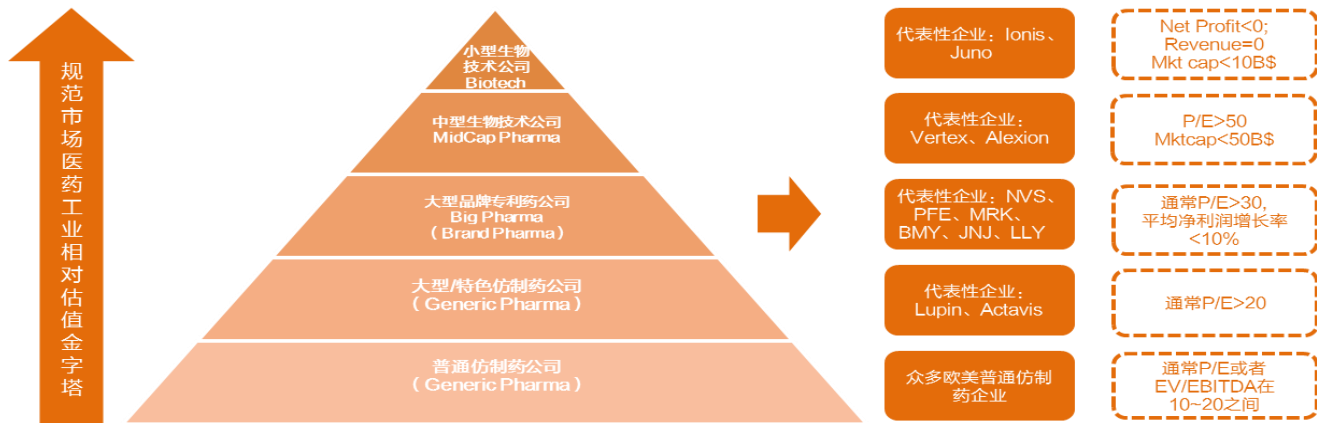 规
范
市
场
医
药
工
业
相
对
估
值
金
字
塔
小型生物
技术公司
Biotech
代表性企业：Ionis、
Juno
Net Profit<0;
Revenue=0
Mkt cap<10B$
中型生物技术公司
MidCap Pharma
代表性企业：
Vertex、Alexion
P/E>50
Mktcap<50B$
大型品牌专利药公司
Big Pharma
（Brand Pharma）
代表性企业：NVS、
PFE、MRK、
BMY、JNJ、LLY
通常P/E>30,
平均净利润增长率
<10%
大型/特色仿制药公司
（Generic Pharma）
代表性企业：
Lupin、Actavis
通常P/E>20
普通仿制药公司
（Generic Pharma）
众多欧美普通仿制
药企业
通常P/E或者
EV/EBITDA在
10~20之间